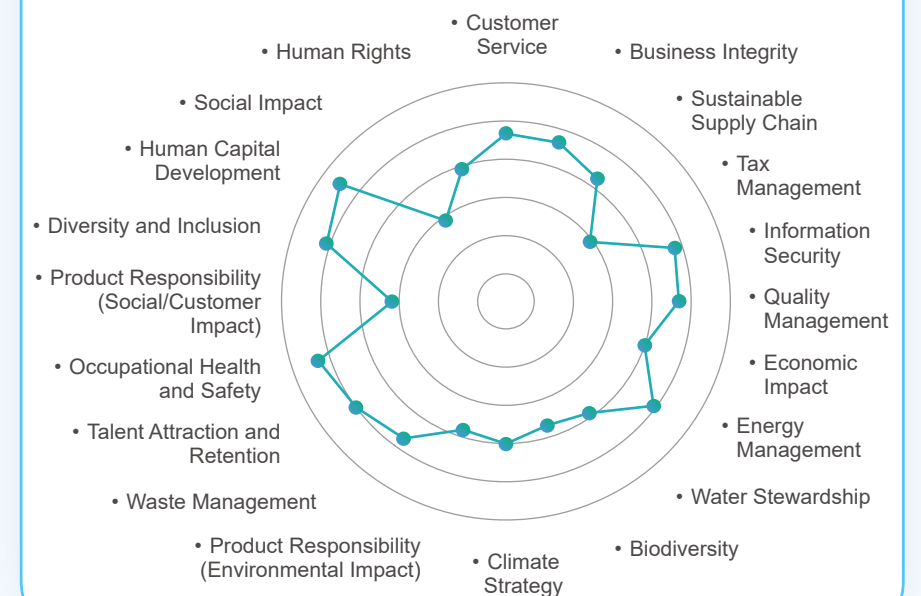 • Customer
Service
• Business Integrity
• Sustainable
Supply Chain
• Tax
Management
• Information
Security
• Quality
Management
• Economic
Impact
• Energy
Management
• Water Stewardship
• Biodiversity
• Climate
Strategy
• Product Responsibility
(Environmental Impact)
• Waste Management
• Talent Attraction and
Retention
• Occupational Health
and Safety
• Product Responsibility
(Social/Customer
Impact)
• Diversity and Inclusion
• Human Capital
Development
• Social Impact
• Human Rights